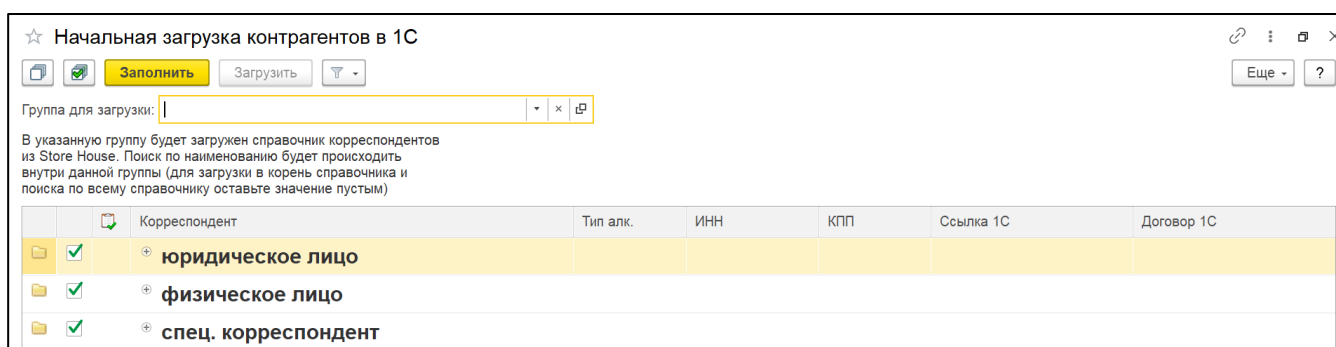 Начальная загрузка контрагентов в 1С
Заполнить Загрузить Еще ?
Группа для загрузки:
В указанную группу будет загружен справочник корреспондентов
из Store House. Поиск по наименованию будет происходить
внутри данной группы (для загрузки в корень справочника и
поиска по всему справочнику оставьте значение пустым)
Корреспондент Тип алк. ИНН КПП Ссылка 1С Договор 1С
юридическое лицо
физическое лицо
спец. корреспондент